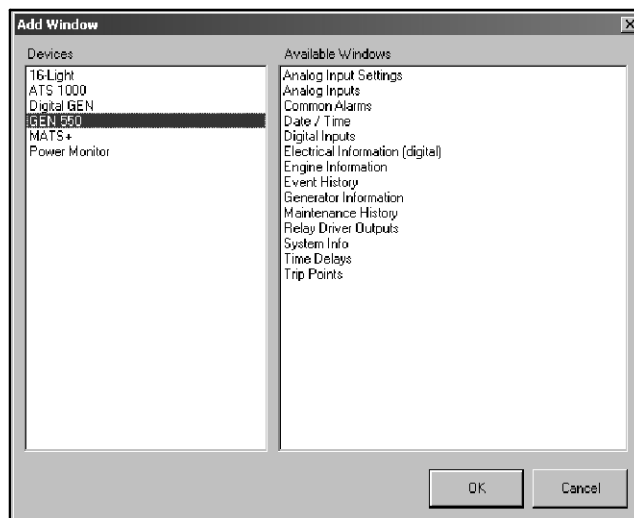 Add Window
Devices
16-Light
ATS 1000
Digital GEN
GEN 550
MATS+
Power Monitor
Available Windows
Analog Input Settings
Analog Inputs
Common Alarms
Date / Time
Digital Inputs
Electrical Information (digital)
Engine Information
Event History
Generator Information
Maintenance History
Relay Driver Outputs
System Info
Time Delays
Trip Points
OK
Cancel